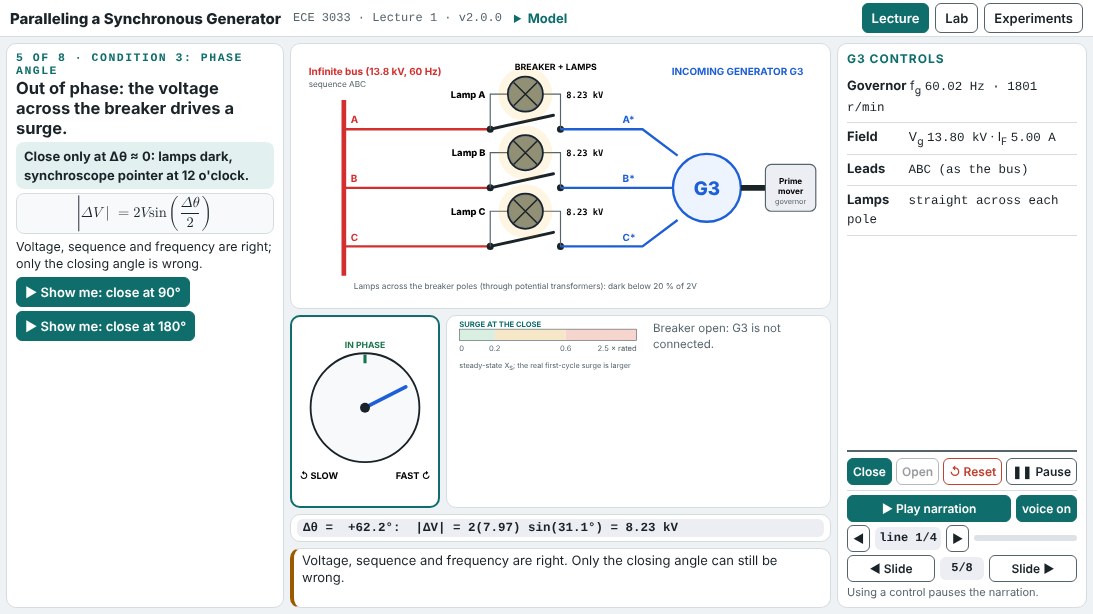 Paralleling a Synchronous Generator ECE 3033 · Lecture 1 · v2.0.0 ▶ Model
Lecture Lab Experiments
5 OF 8 · CONDITION 3: PHASE
ANGLE
Out of phase: the voltage
across the breaker drives a
surge.
Close only at Δθ ≈ 0: lamps dark,
synchroscope pointer at 12 o'clock.
|ΔV| = 2V sin(Δθ/2)
Voltage, sequence and frequency are right;
only the closing angle is wrong.
▶ Show me: close at 90°
▶ Show me: close at 180°
Infinite bus (13.8 kV, 60 Hz)
sequence ABC
BREAKER + LAMPS
INCOMING GENERATOR G3
Lamp A 8.23 kV
A A*
Lamp B 8.23 kV
B B*
Lamp C 8.23 kV
C C*
G3
Prime
mover
governor
Lamps across the breaker poles (through potential transformers): dark below 20 % of 2V
IN PHASE
↺ SLOW FAST ↻
SURGE AT THE CLOSE
0 0.2 0.6 2.5 × rated
steady-state Xs; the real first-cycle surge is larger
Breaker open: G3 is not
connected.
Δθ = +62.2°: |ΔV| = 2(7.97) sin(31.1°) = 8.23 kV
Voltage, sequence and frequency are right. Only the closing angle can still be
wrong.
G3 CONTROLS
Governor fg 60.02 Hz · 1801
r/min
Field Vg 13.80 kV · IF 5.00 A
Leads ABC (as the bus)
Lamps straight across each
pole
Close Open ↺ Reset ❚❚ Pause
▶ Play narration voice on
◀ line 1/4 ▶
◀ Slide 5/8 Slide ▶
Using a control pauses the narration.